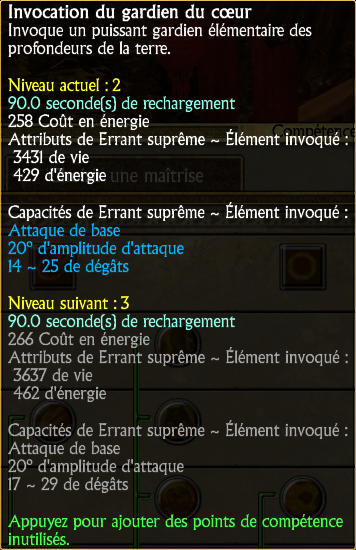 Invocation du gardien du cœur
Invoque un puissant gardien élémentaire des
profondeurs de la terre.
Niveau actuel : 2
90.0 seconde(s) de rechargement
258 Coût en énergie
Compétence
Attributs de Errant suprême ~ Élément invoqué :
3431 de vie
429 d'énergie
une maîtrise
Capacités de Errant suprême ~ Élément invoqué :
Attaque de base
20° d'amplitude d'attaque
14 ~ 25 de dégâts
Niveau suivant : 3
90.0 seconde(s) de rechargement
266 Coût en énergie
Attributs de Errant suprême ~ Élément invoqué :
3637 de vie
462 d'énergie
Capacités de Errant suprême ~ Élément invoqué :
Attaque de base
20° d'amplitude d'attaque
17 ~ 29 de dégâts
Appuyez pour ajouter des points de compétence
inutilisés.